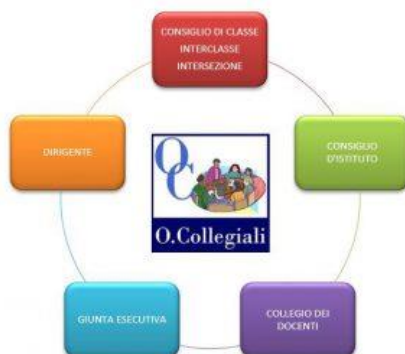 CONSIGLIO DI CLASSE
INTERCLASSE
INTERSEZIONE
DIRIGENTE
CONSIGLIO
D'ISTITUTO
OC
O.Collegiali
GIUNTA ESECUTIVA
COLLEGIO DEI
DOCENTI